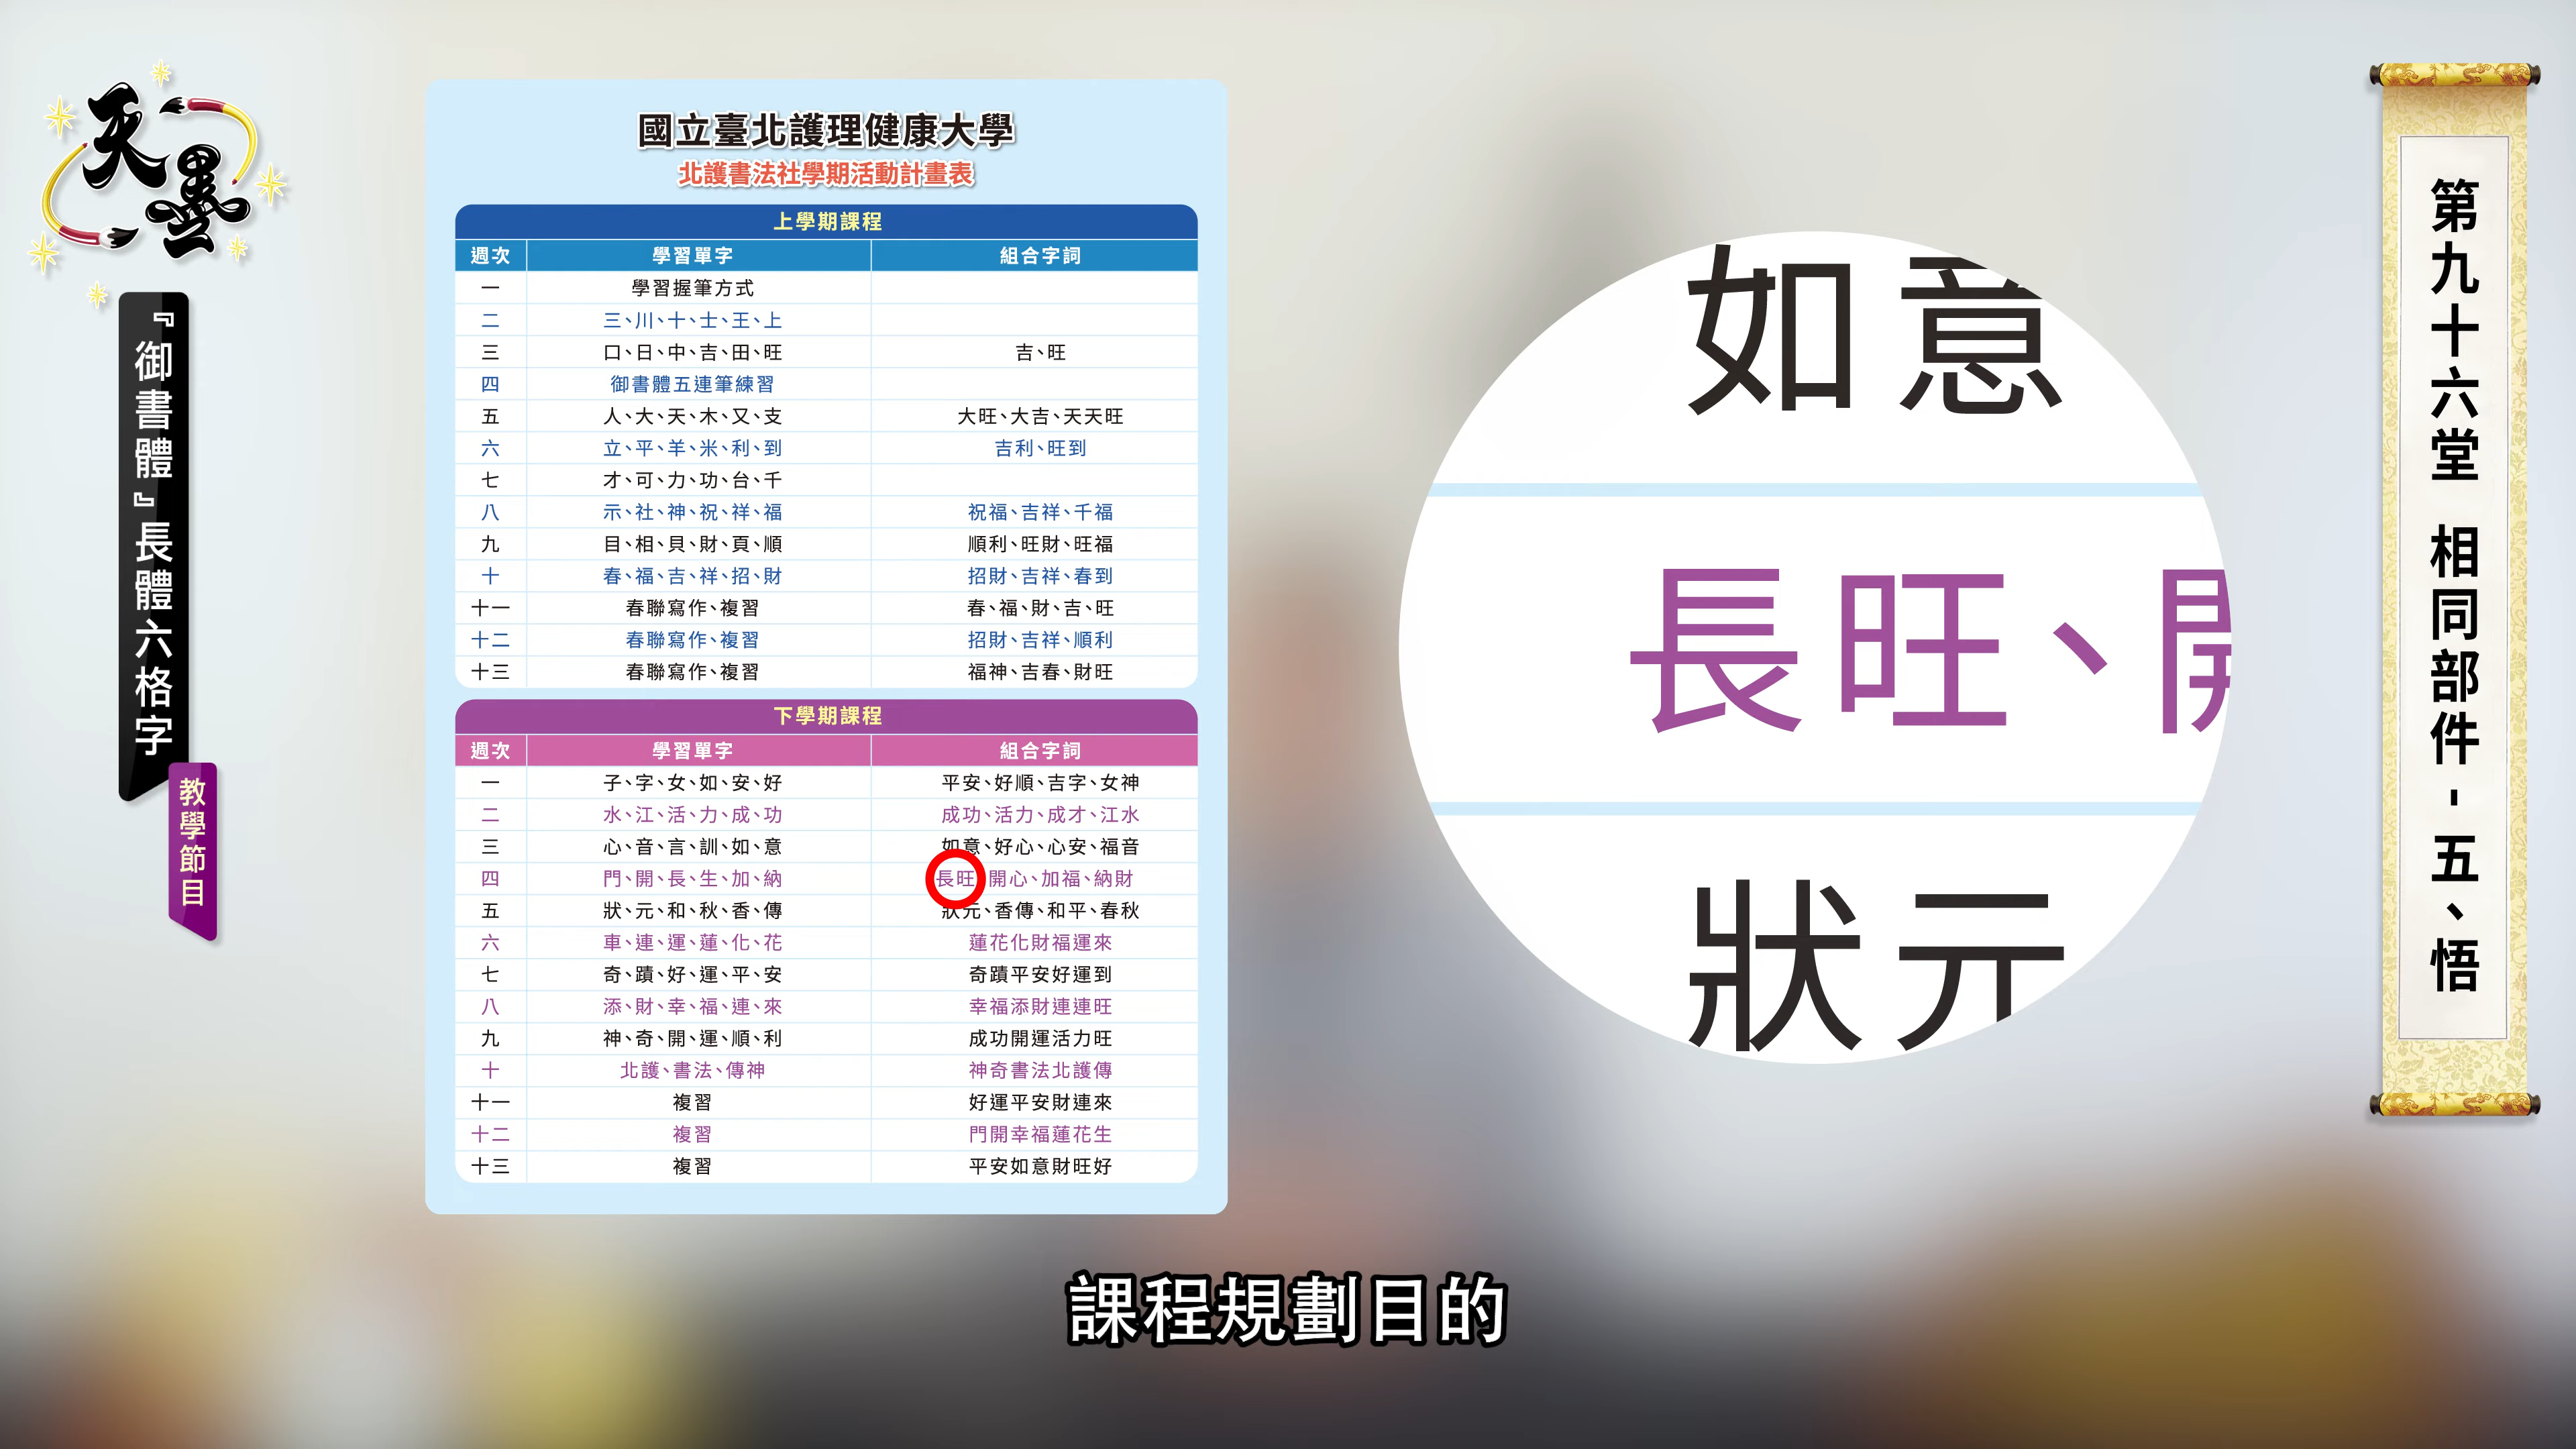 天墨
『御書體』長體六格字
教學節目
國立臺北護理健康大學
北護書法社學期活動計畫表
上學期課程
週次 學習單字 組合字詞
一 學習握筆方式
二 三、川、十、士、王、上
三 口、日、中、吉、田、旺 吉、旺
四 御書體五連筆練習
五 人、大、天、木、又、支 大旺、大吉、天天旺
六 立、平、羊、米、利、到 吉利、旺到
七 才、可、力、功、台、千
八 示、社、神、祝、祥、福 祝福、吉祥、千福
九 目、相、貝、財、頁、順 順利、旺財、旺福
十 春、福、吉、祥、招、財 招財、吉祥、春到
十一 春聯寫作、複習 春、福、財、吉、旺
十二 春聯寫作、複習 招財、吉祥、順利
十三 春聯寫作、複習 福神、吉春、財旺
下學期課程
週次 學習單字 組合字詞
一 子、字、女、如、安、好 平安、好順、吉字、女神
二 水、江、活、力、成、功 成功、活力、成才、江水
三 心、音、言、訓、如、意 如意、好心、心安、福音
四 門、開、長、生、加、納 長旺、開心、加福、納財
五 狀、元、和、秋、香、傳 狀元、香傳、和平、春秋
六 車、連、運、蓮、化、花 蓮花化財福運來
七 奇、蹟、好、運、平、安 奇蹟平安好運到
八 添、財、幸、福、連、來 幸福添財連連旺
九 神、奇、開、運、順、利 成功開運活力旺
十 北護、書法、傳神 神奇書法北護傳
十一 複習 好運平安財連來
十二 複習 門開幸福蓮花生
十三 複習 平安如意財旺好
如意
長旺、開
狀元
第九十六堂 相同部件-五、悟
課程規劃目的